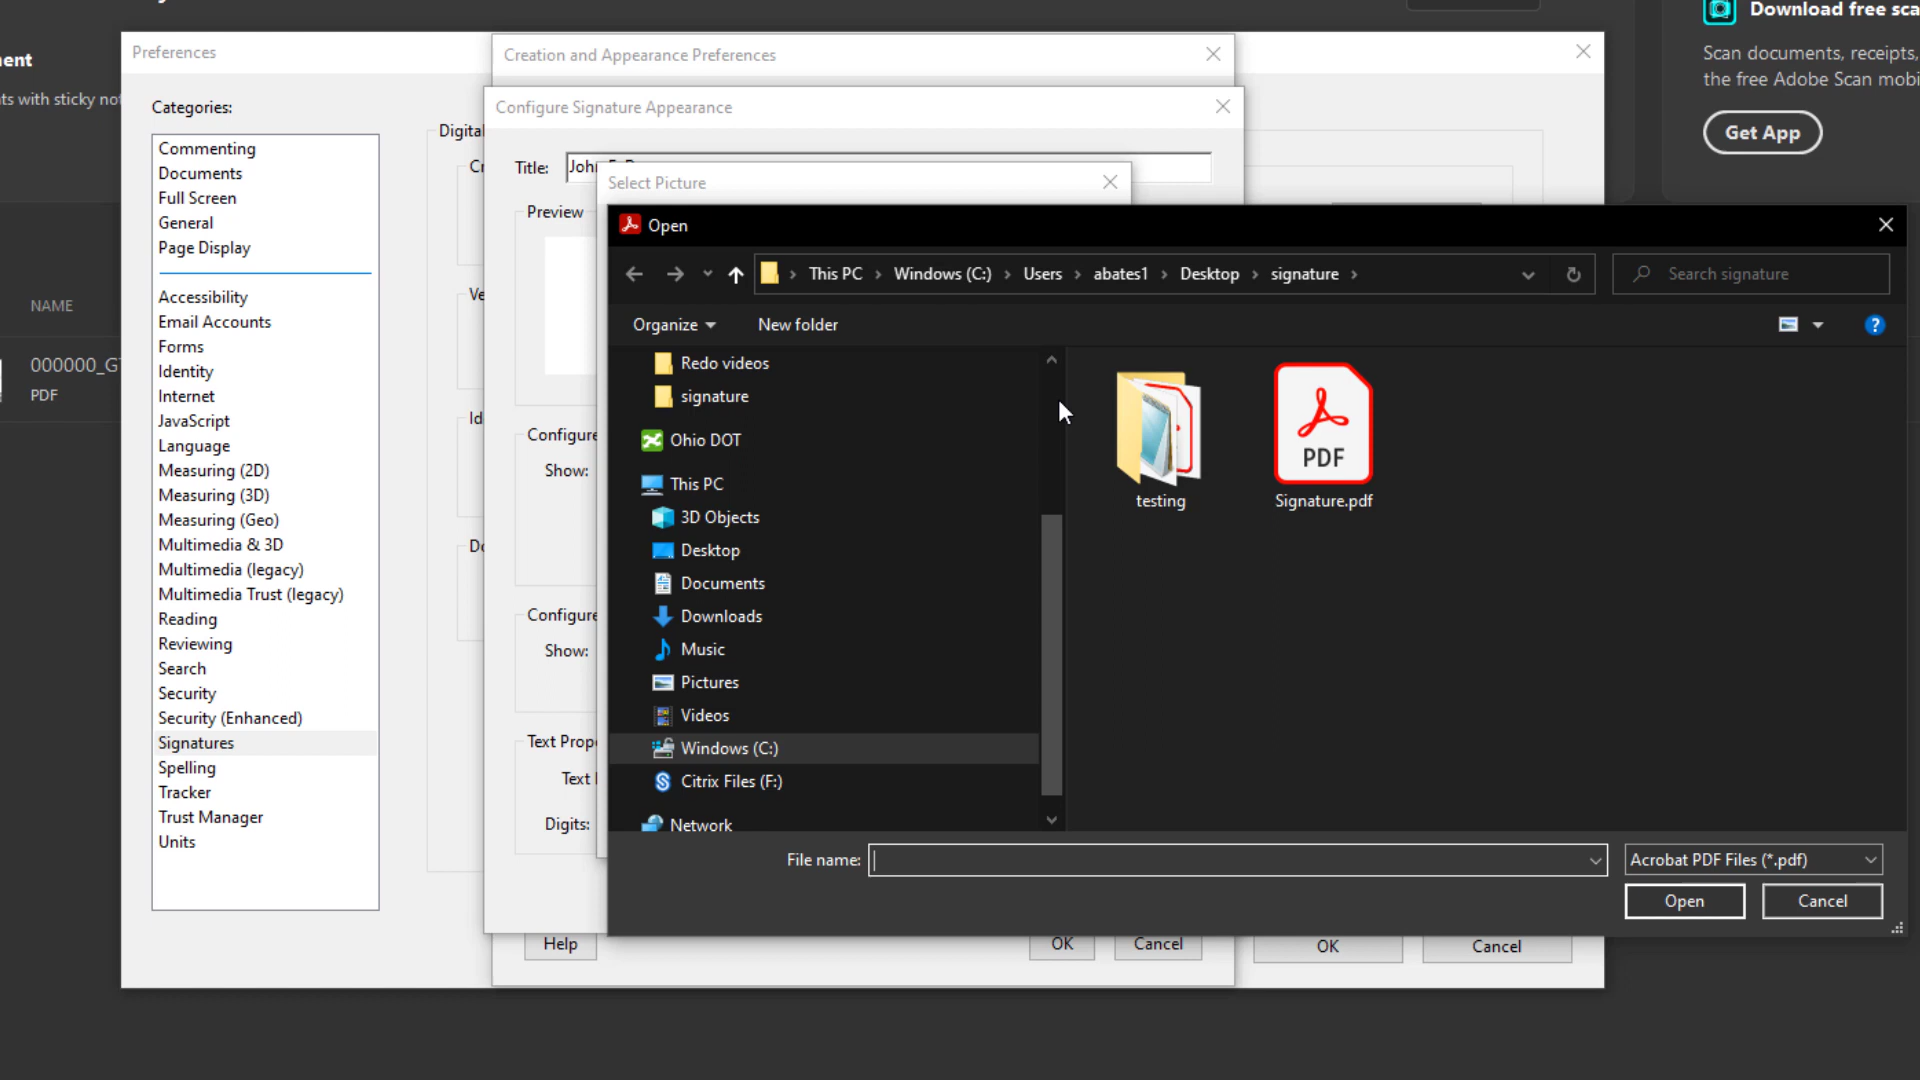 Download free sca
Scan documents, receipts,
the free Adobe Scan mobi
Get App
ent
ts with sticky not
NAME
000000_G
PDF
Preferences
Categories:
Commenting
Documents
Full Screen
General
Page Display
Accessibility
Email Accounts
Forms
Identity
Internet
JavaScript
Language
Measuring (2D)
Measuring (3D)
Measuring (Geo)
Multimedia & 3D
Multimedia (legacy)
Multimedia Trust (legacy)
Reading
Reviewing
Search
Security
Security (Enhanced)
Signatures
Spelling
Tracker
Trust Manager
Units
Digital
Cr
Ve
Id
Do
OK
Cancel
Creation and Appearance Preferences
Help
OK
Cancel
Configure Signature Appearance
Title:
John
Preview
Configure
Show:
Configure
Show:
Text Prop
Text
Digits:
Select Picture
Open
This PC
Windows (C:)
Users
abates1
Desktop
signature
Search signature
Organize
New folder
Redo videos
signature
Ohio DOT
This PC
3D Objects
Desktop
Documents
Downloads
Music
Pictures
Videos
Windows (C:)
Citrix Files (F:)
Network
testing
PDF
Signature.pdf
File name:
Acrobat PDF Files (*.pdf)
Open
Cancel